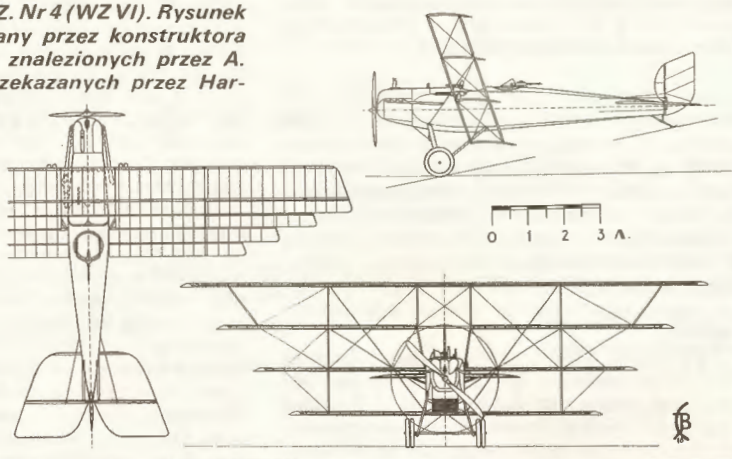 Z. Nr 4 (WZ VI). Rysunek
any przez konstruktora
znalezionych przez A.
zekazanych przez Har-
0 1 2 3 л.
B